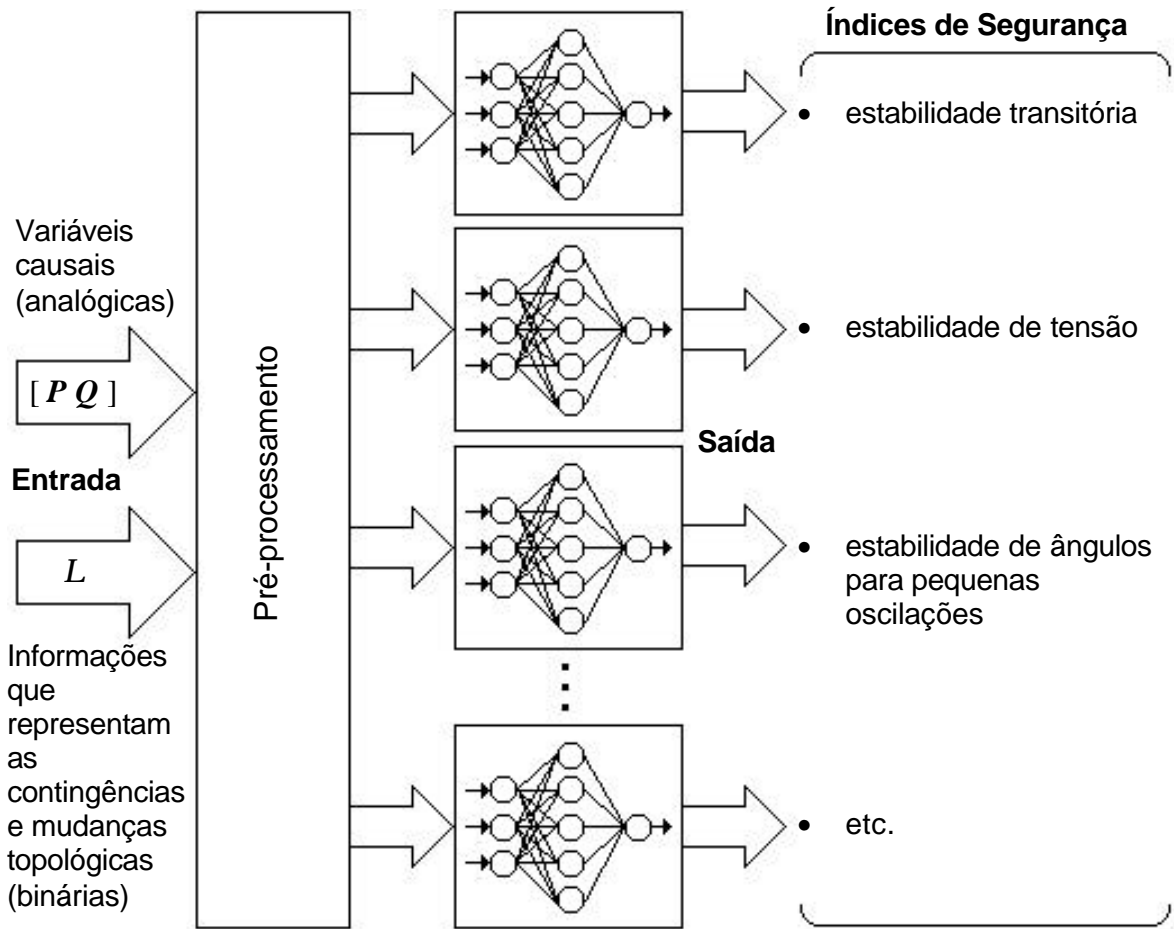 Índices de Segurança
• estabilidade transitória
Variáveis
causais
(analógicas)
[ P Q ]
Entrada
L
Informações
que
representam
as
contingências
e mudanças
topológicas
(binárias)
Pré-processamento
• estabilidade de tensão
Saída
• estabilidade de ângulos
para pequenas
oscilações
• etc.